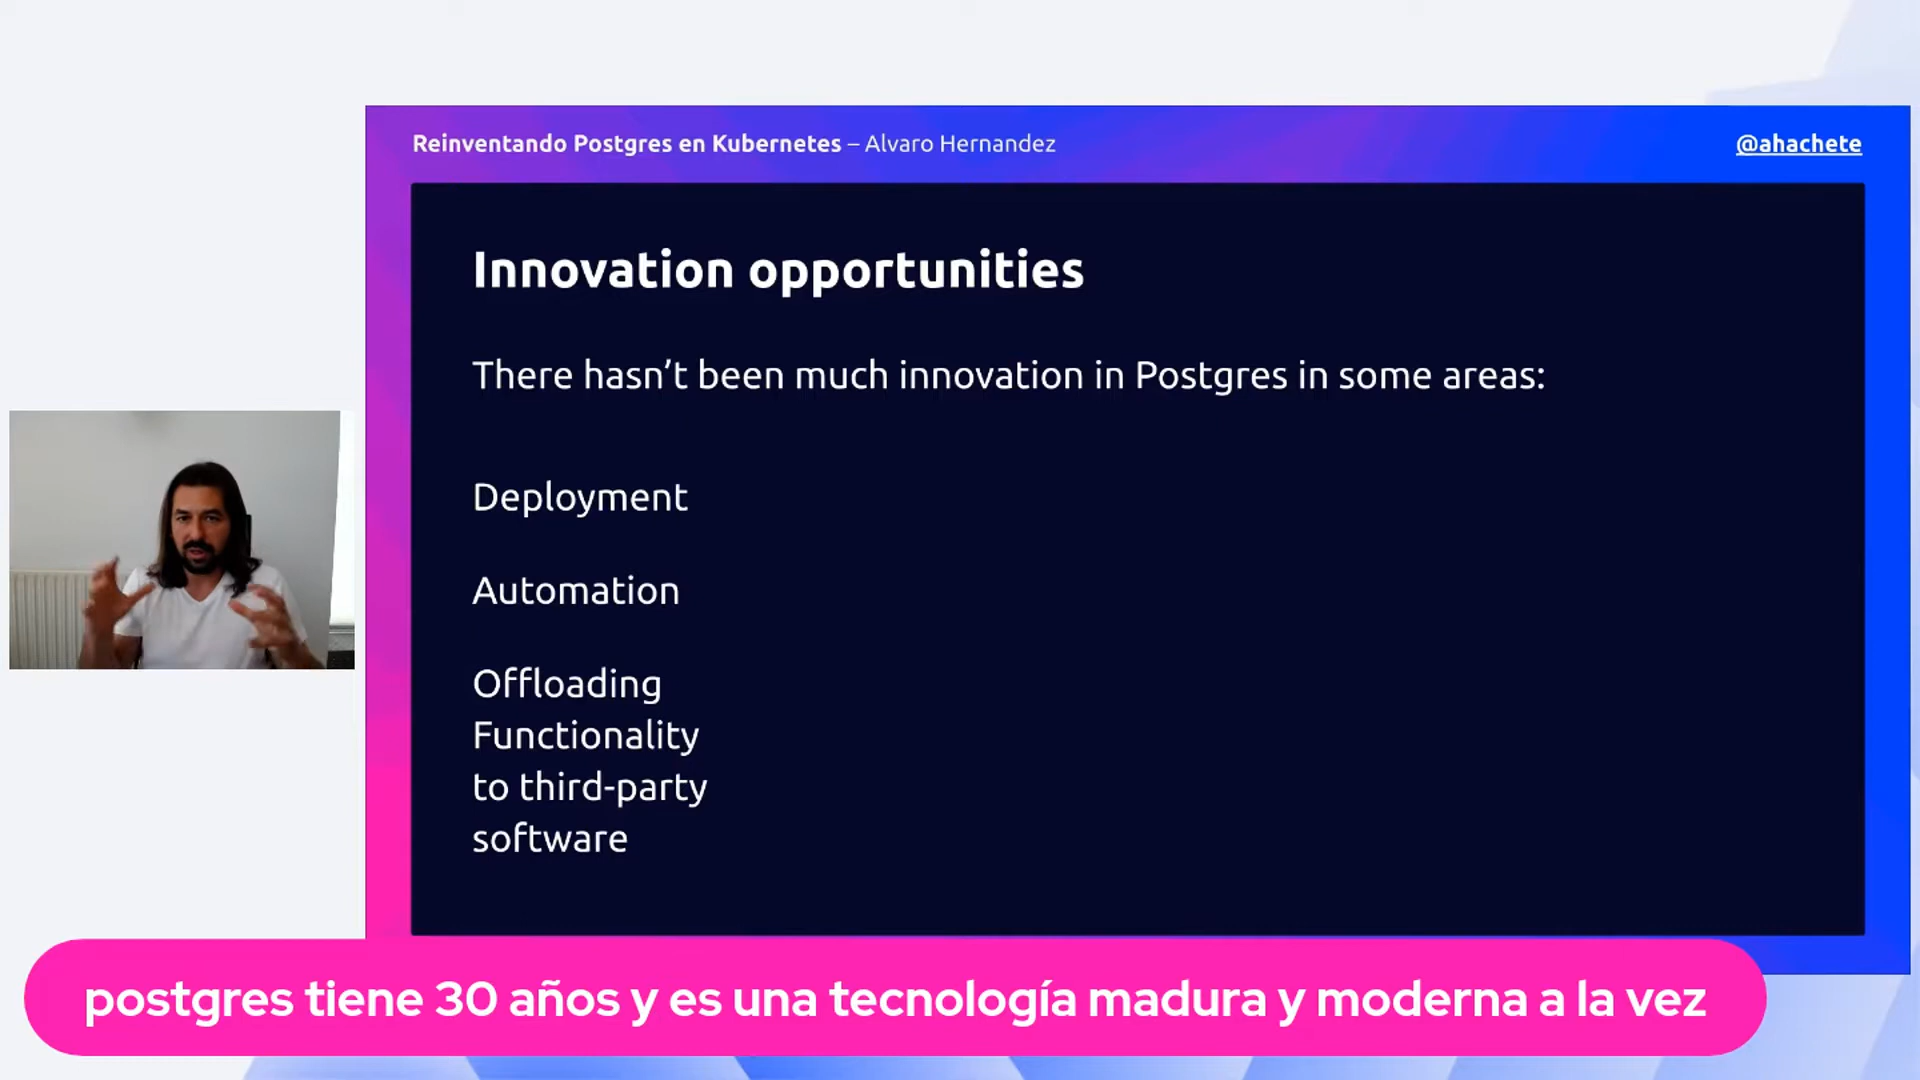 Reinventando Postgres en Kubernetes – Alvaro Hernandez
@ahachete
Innovation opportunities
There hasn’t been much innovation in Postgres in some areas:
Deployment
Automation
Offloading
Functionality
to third-party
software
postgres tiene 30 años y es una tecnología madura y moderna a la vez